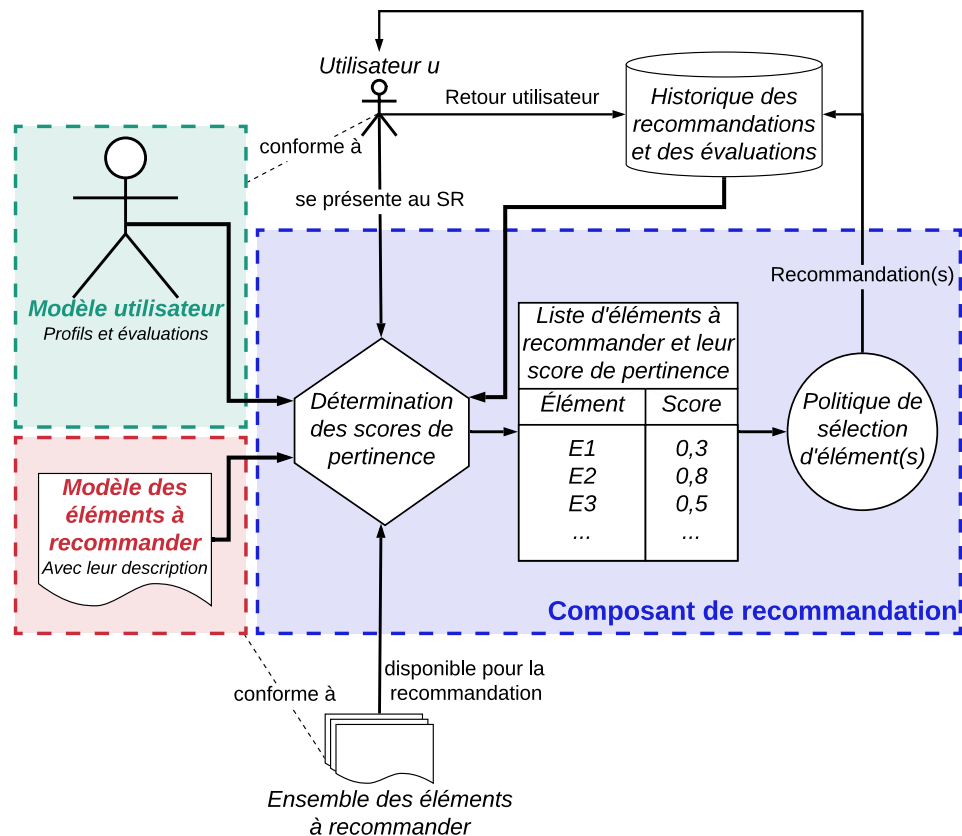 Utilisateur u
Retour utilisateur
Historique des
recommandations
et des évaluations
conforme à
se présente au SR
Recommandation(s)
Modèle utilisateur
Profils et évaluations
Liste d'éléments à
recommander et leur
score de pertinence
Élément Score
E1 0,3
E2 0,8
E3 0,5
... ...
Détermination
des scores de
pertinence
Politique de
sélection
d'élément(s)
Modèle des
éléments à
recommander
Avec leur description
Composant de recommandation
disponible pour la
recommandation
conforme à
Ensemble des éléments
à recommander